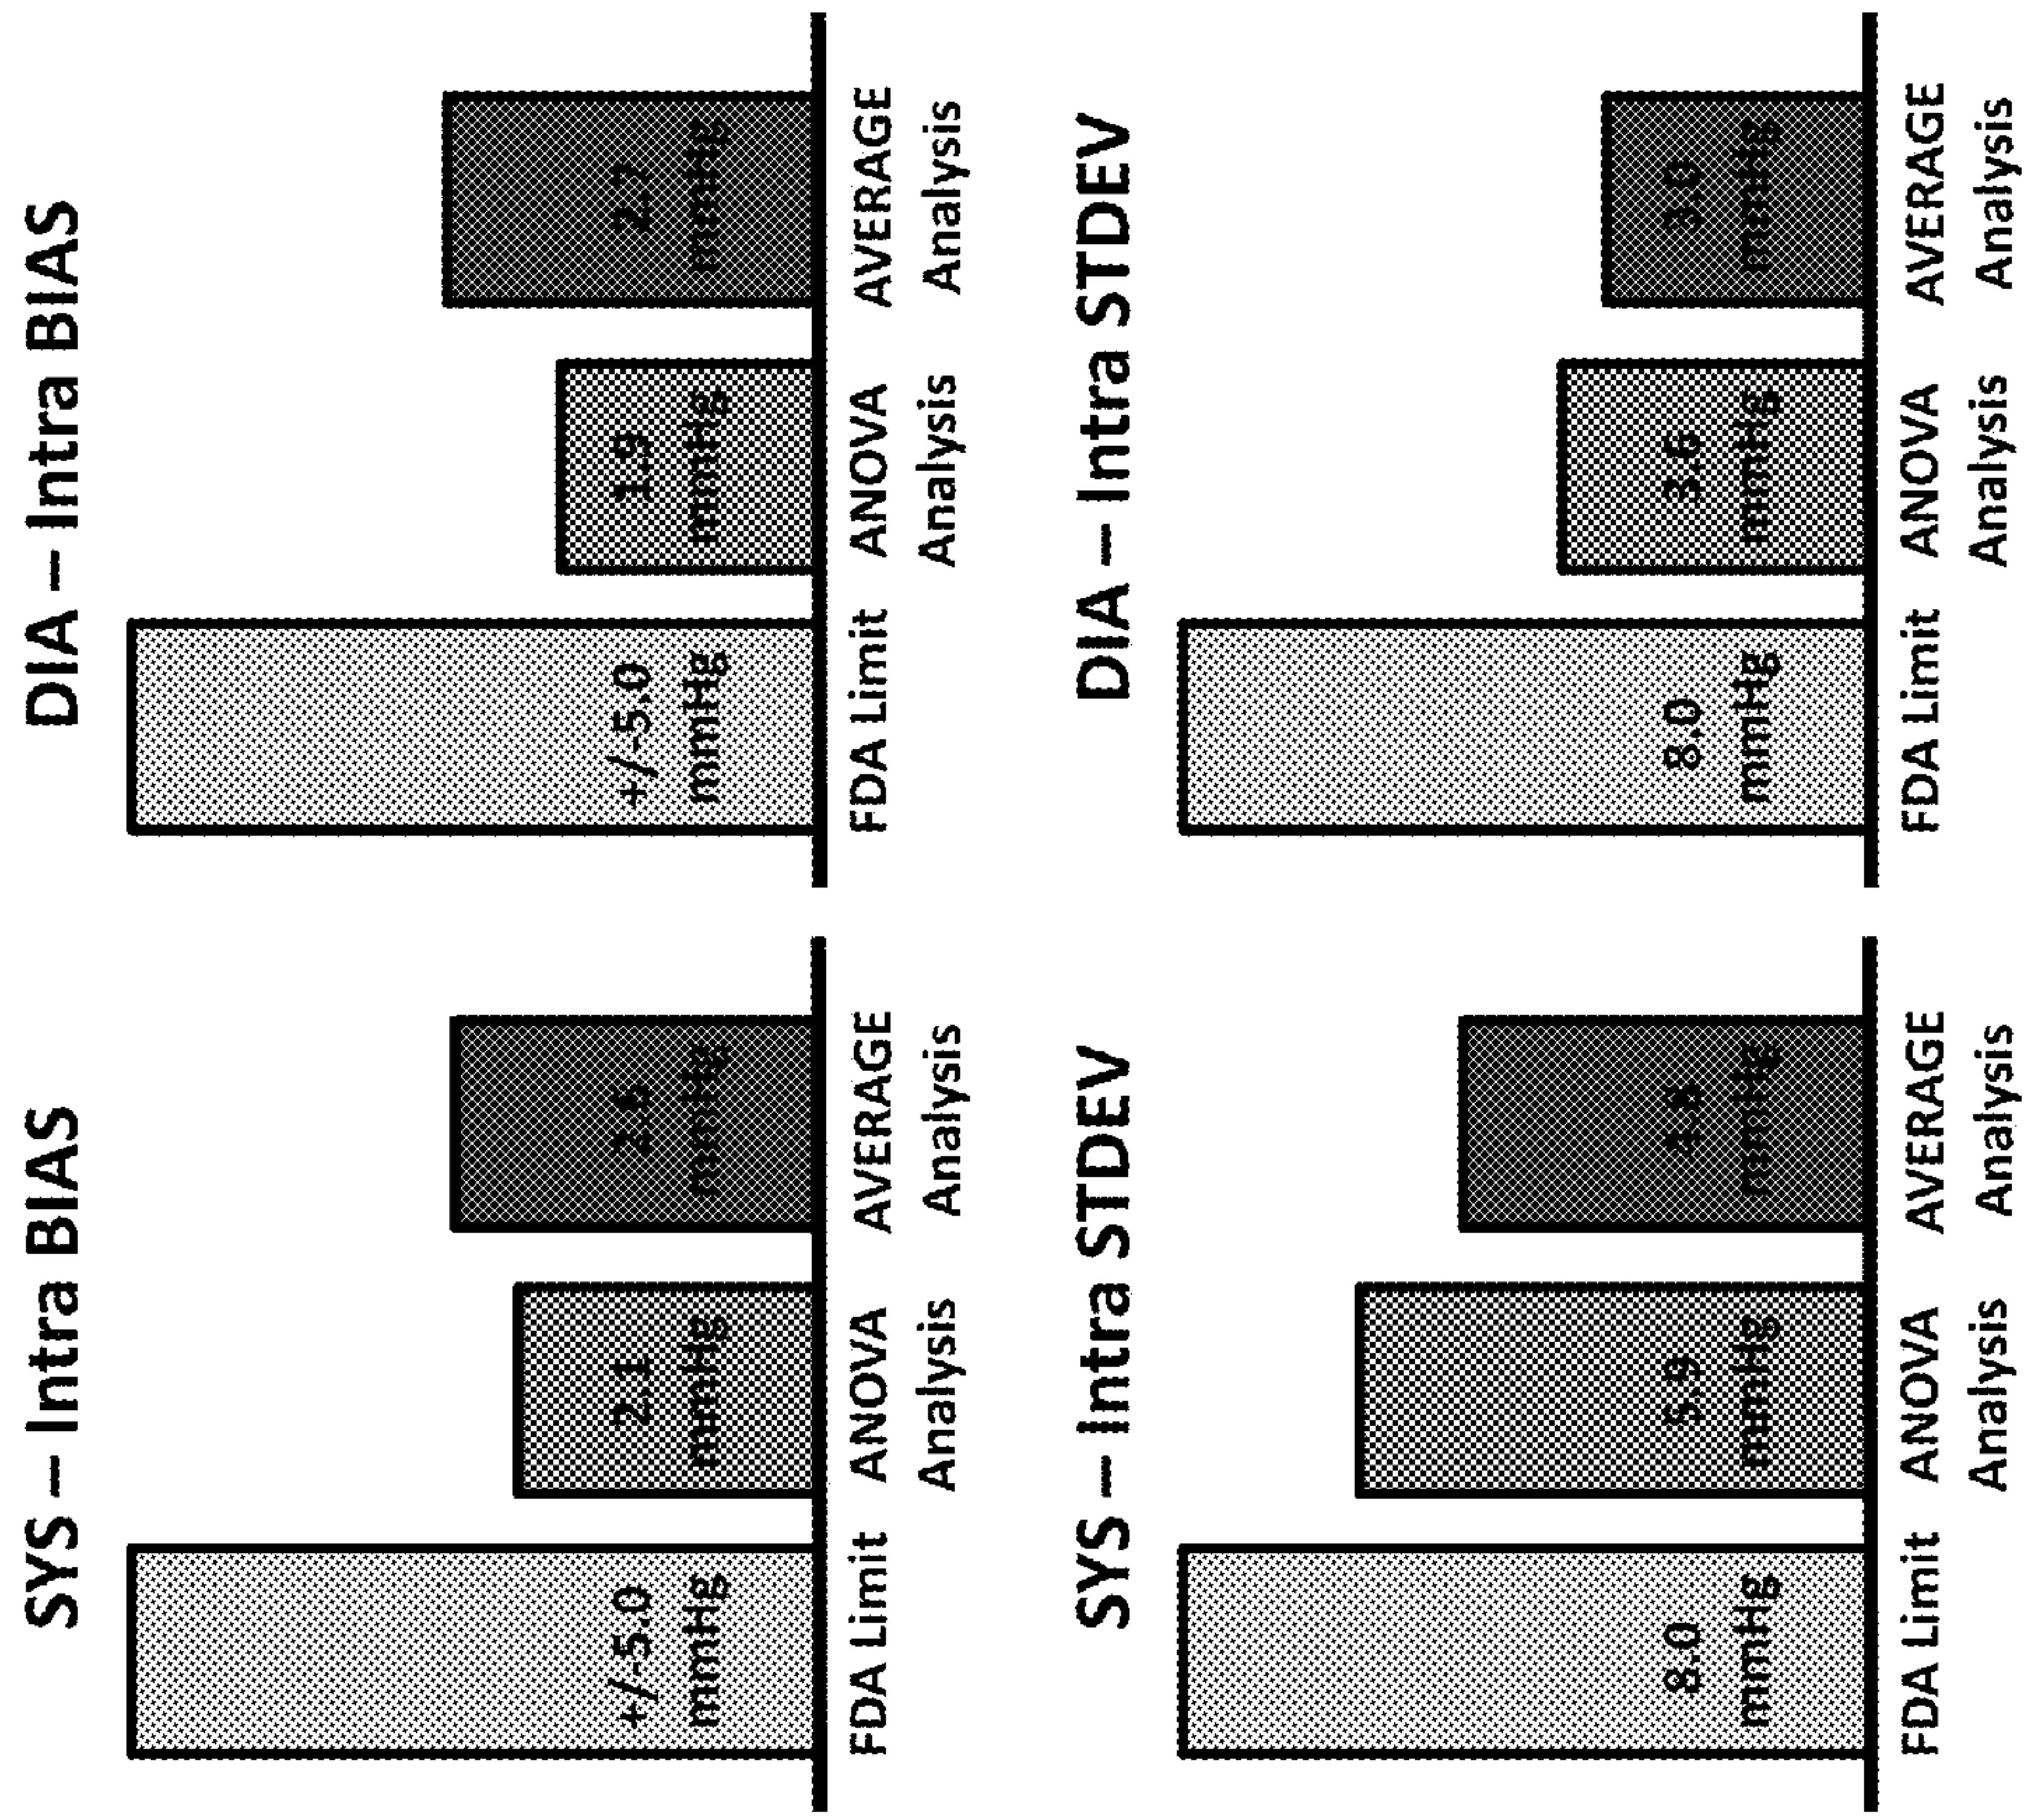 SYS – Intra BIAS
+/-5.0
mmHg
2.1
mmHg
2.6
mmHg
FDA Limit
ANOVA
Analysis
AVERAGE
Analysis
DIA – Intra BIAS
+/-5.0
mmHg
1.9
mmHg
2.7
mmHg
FDA Limit
ANOVA
Analysis
AVERAGE
Analysis
SYS – Intra STDEV
8.0
mmHg
5.9
mmHg
4.8
mmHg
FDA Limit
ANOVA
Analysis
AVERAGE
Analysis
DIA – Intra STDEV
8.0
mmHg
3.6
mmHg
3.0
mmHg
FDA Limit
ANOVA
Analysis
AVERAGE
Analysis